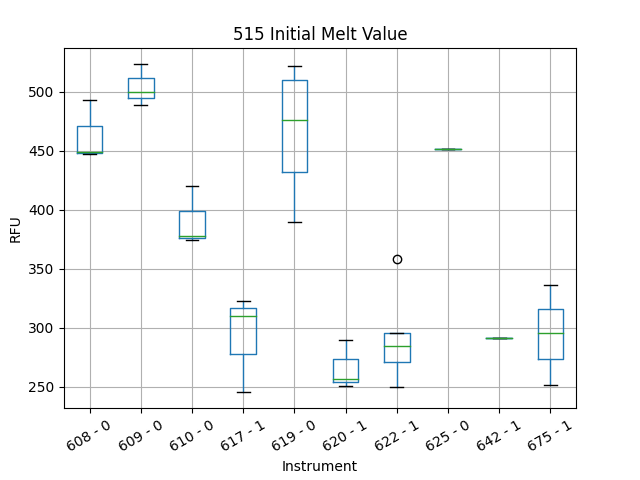 515 Initial Melt Value
500
450
400
350
300
250
RFU
608 - 0
609 - 0
610 - 0
617 - 1
619 - 0
620 - 1
622 - 1
625 - 0
642 - 1
675 - 1
Instrument